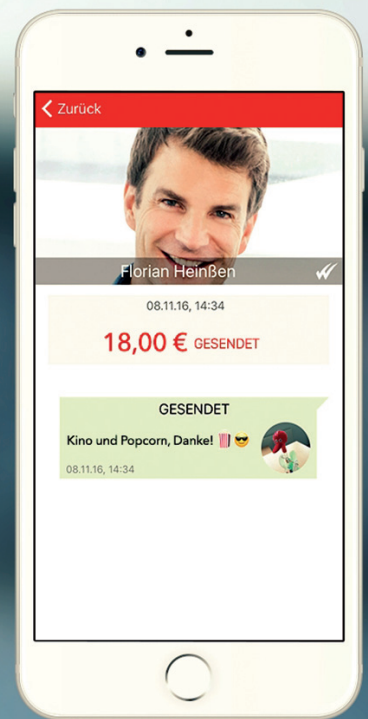 Zurück
Florian Heinßen
08.11.16, 14:34
18,00 € GESENDET
GESENDET
Kino und Popcorn, Danke! 🍿😎
08.11.16, 14:34